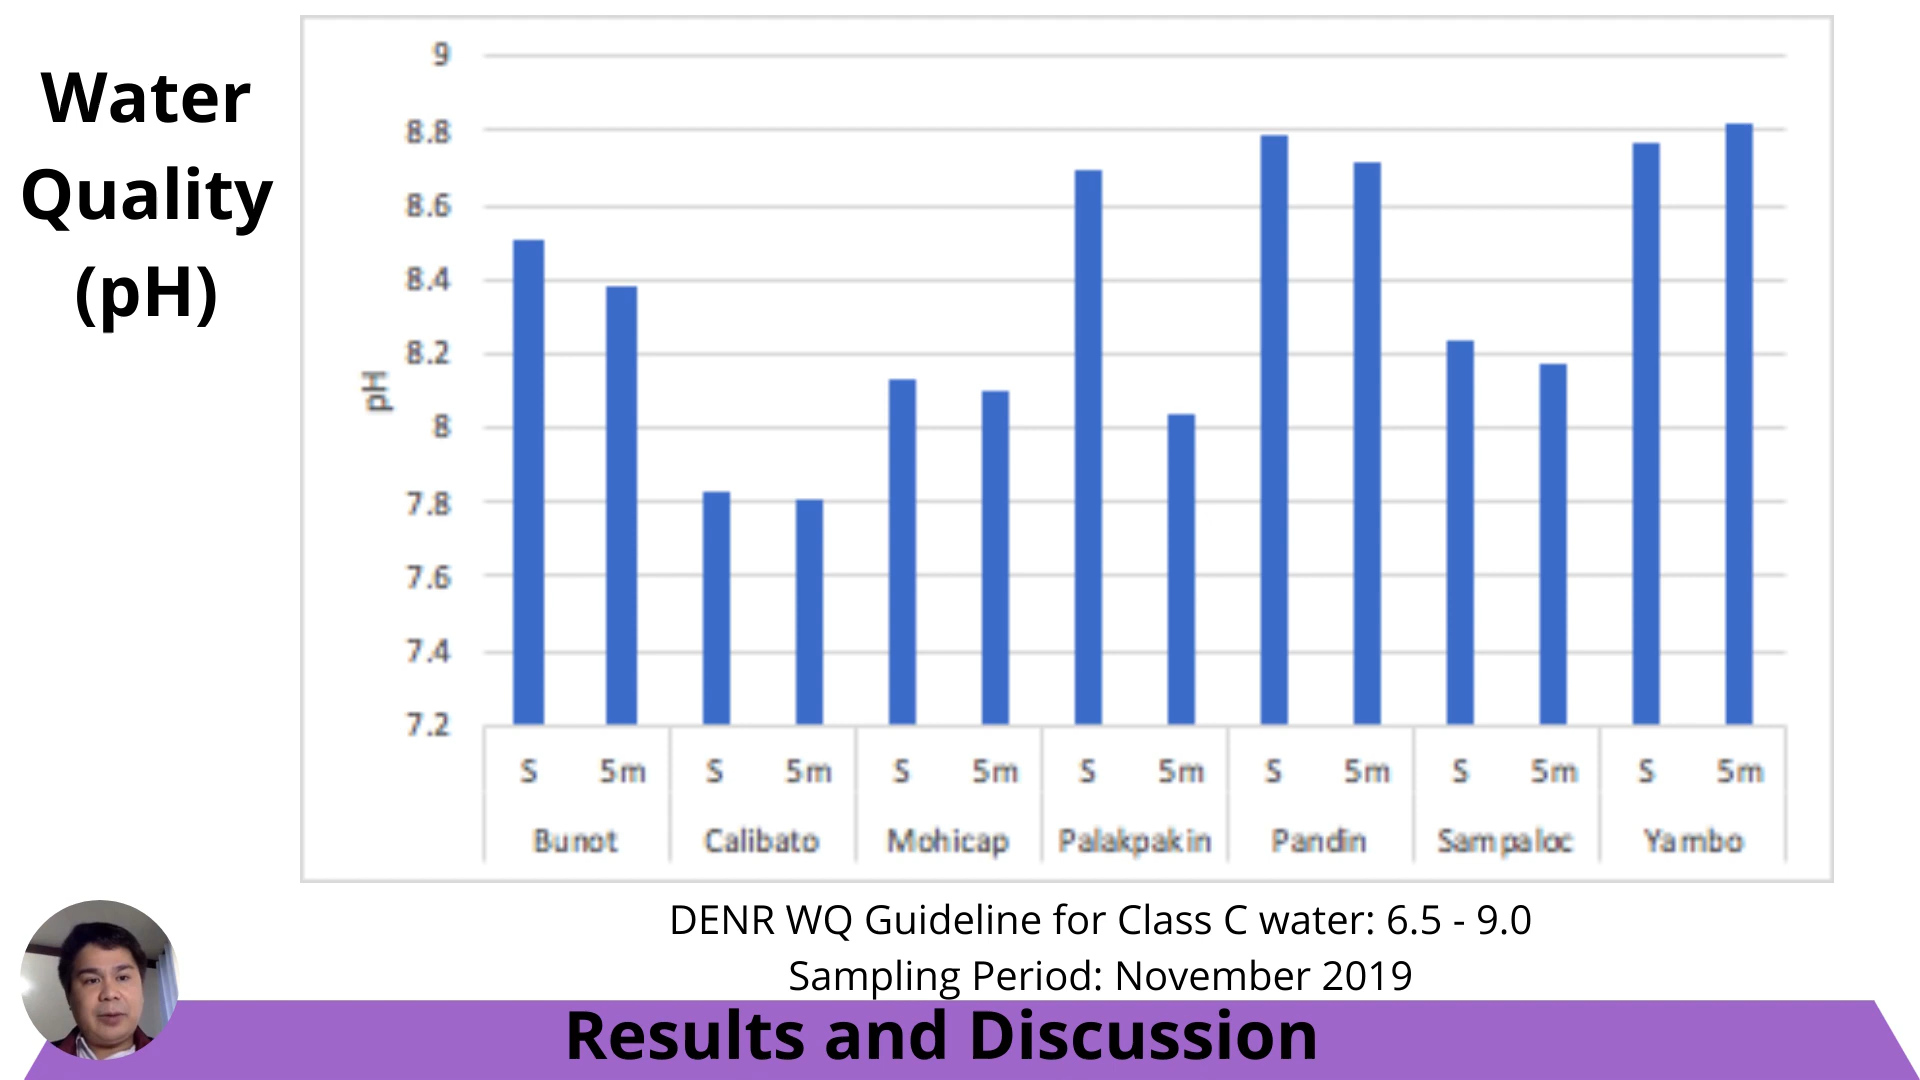 Water
Quality
(pH)
9
8.8
8.6
8.4
8.2
8
7.8
7.6
7.4
7.2
pH
S 5m S 5m S 5m S 5m S 5m S 5m S 5m
Bunot Calibato Mohicap Palakpakin Pandin Sampaloc Yambo
DENR WQ Guideline for Class C water: 6.5 - 9.0
Sampling Period: November 2019
Results and Discussion